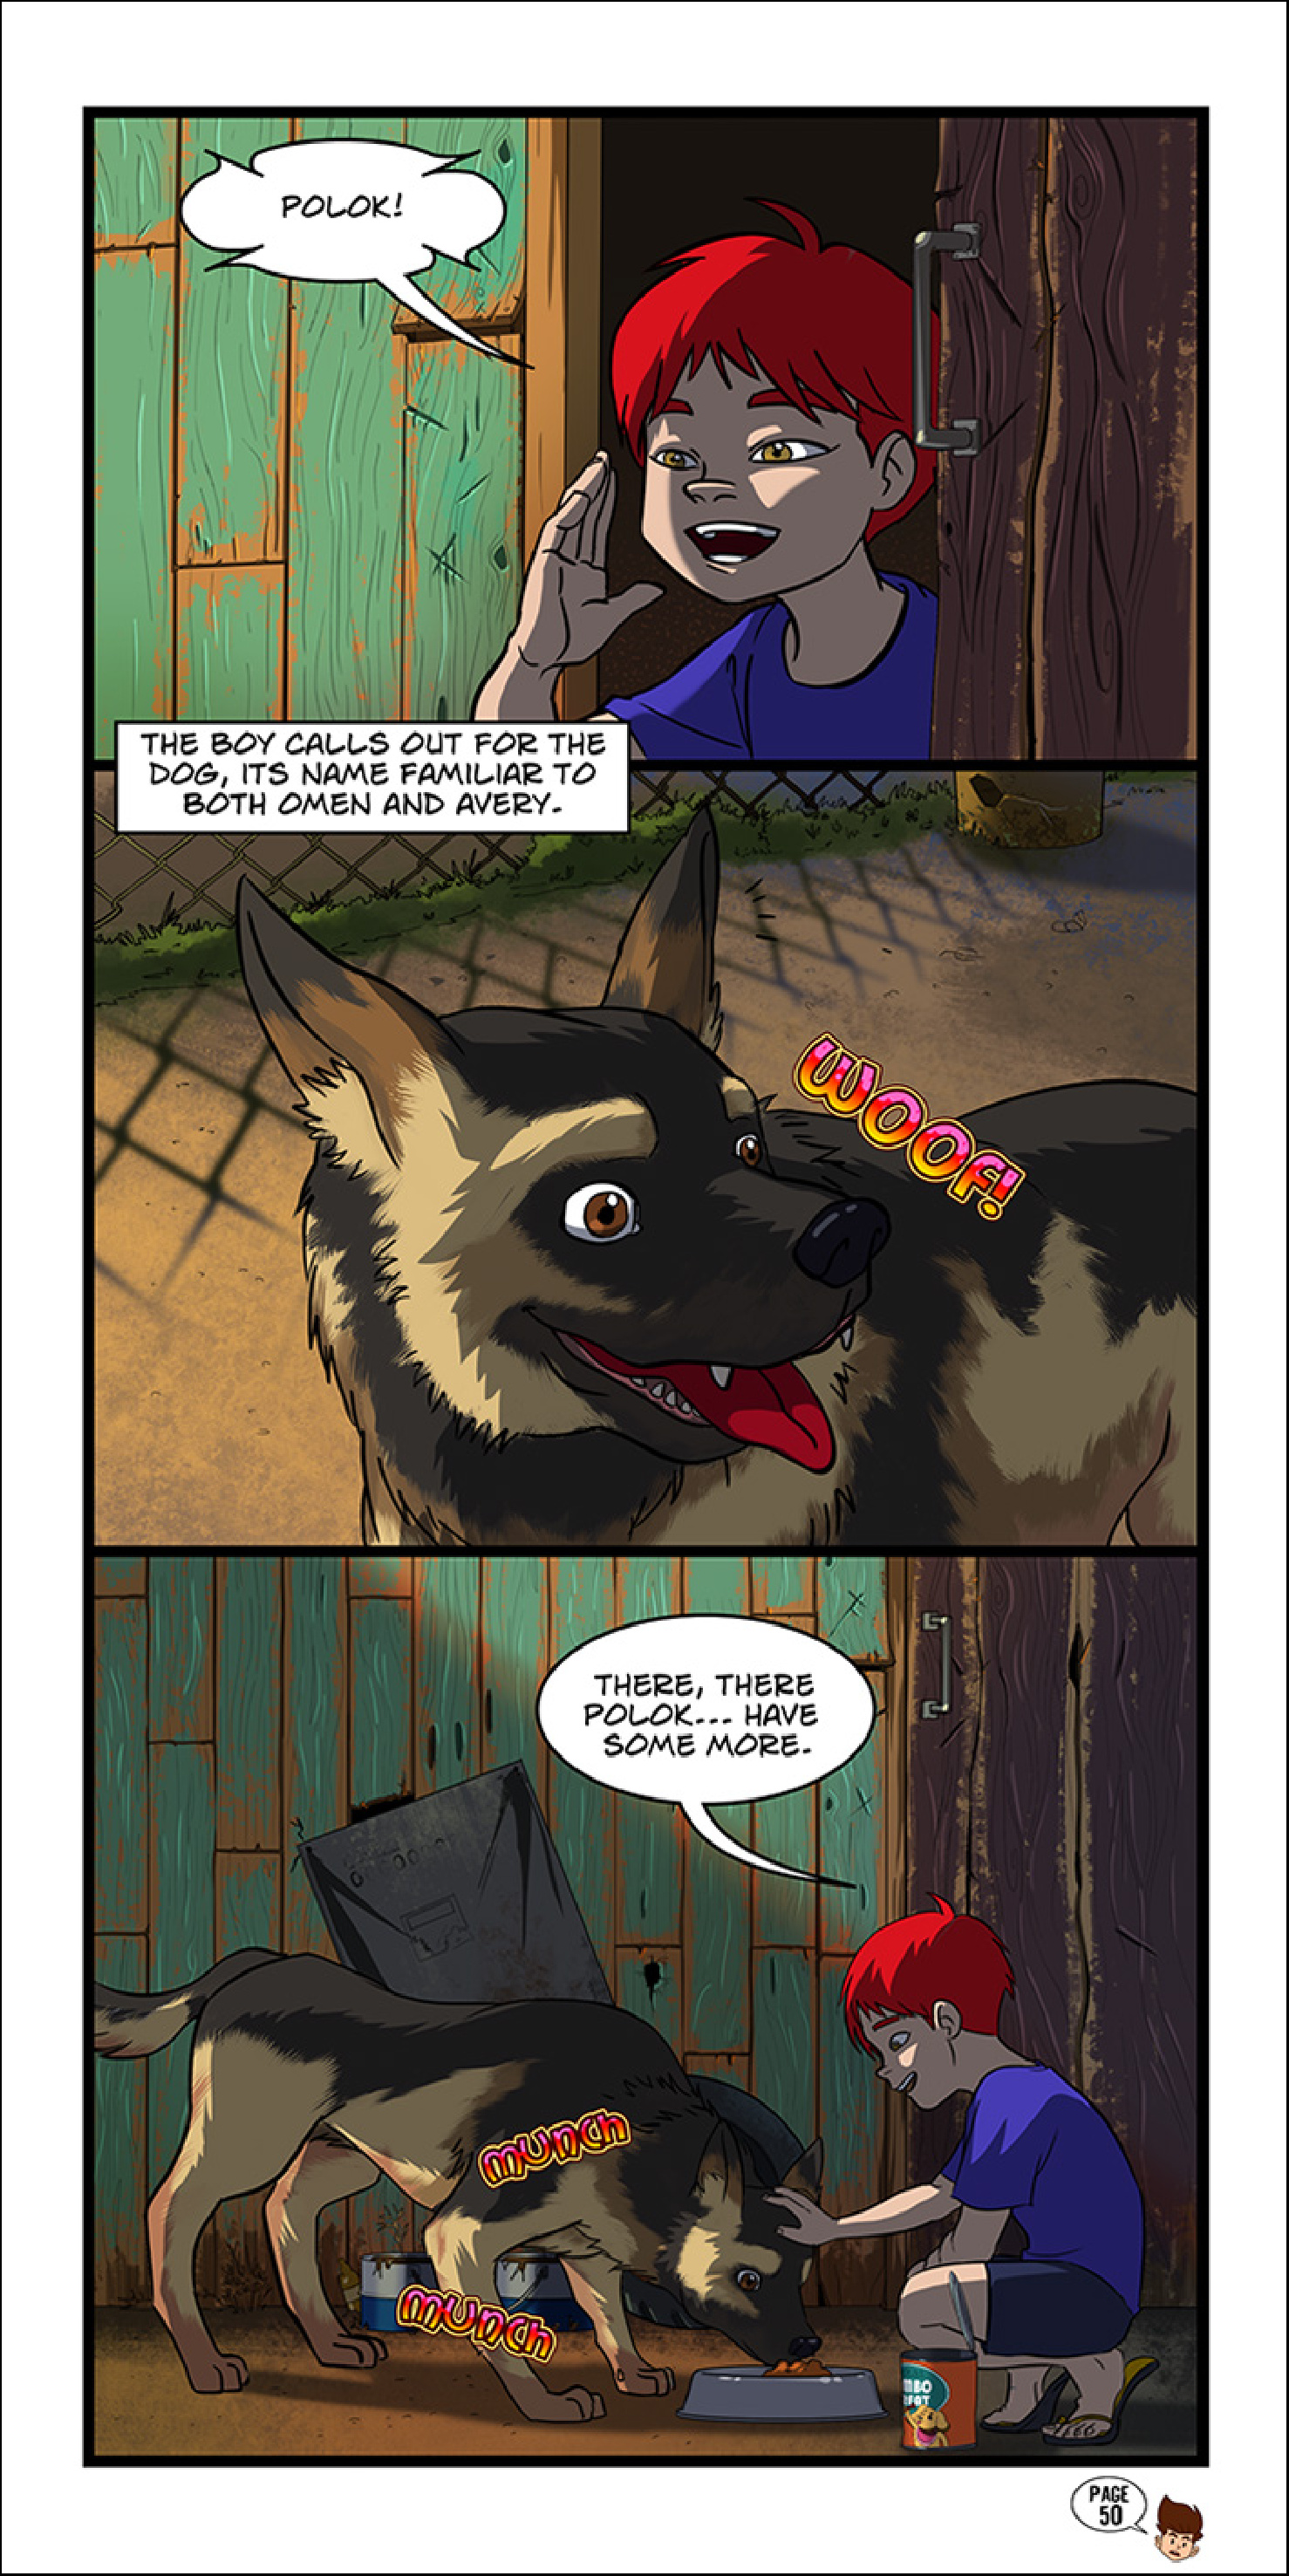 POLOK!
THE BOY CALLS OUT FOR THE
DOG, ITS NAME FAMILIAR TO
BOTH OMEN AND AVERY.
WOOF!
THERE, THERE
POLOK... HAVE
SOME MORE.
MUNCH
MUNCH
MBO
PAGE
50